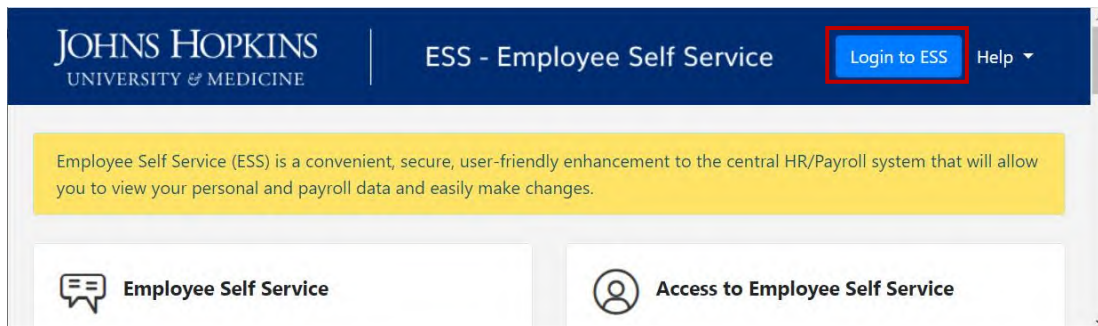 JOHNS HOPKINS
UNIVERSITY & MEDICINE
ESS - Employee Self Service
Login to ESS
Help
Employee Self Service (ESS) is a convenient, secure, user-friendly enhancement to the central HR/Payroll system that will allow
you to view your personal and payroll data and easily make changes.
Employee Self Service
Access to Employee Self Service